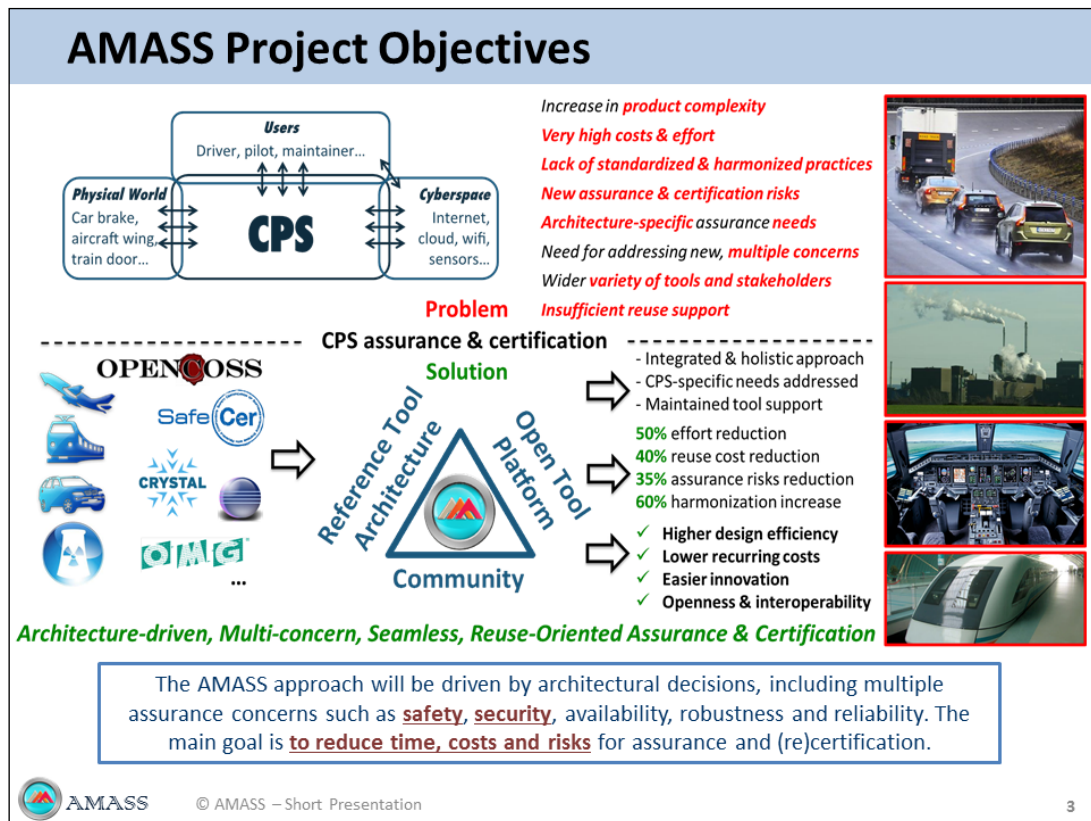 AMASS Project Objectives
Users
Driver, pilot, maintainer...
Physical World
Car brake,
aircraft wing,
train door...
CPS
Cyberspace
Internet,
cloud, wifi,
sensors...
Increase in product complexity
Very high costs & effort
Lack of standardized & harmonized practices
New assurance & certification risks
Architecture-specific assurance needs
Need for addressing new, multiple concerns
Wider variety of tools and stakeholders
Insufficient reuse support
Problem
CPS assurance & certification
Solution
OPENCOSS
SafeCer
CRYSTAL
OMG
...
Reference Tool
Architecture
Open Tool
Platform
Community
- Integrated & holistic approach
- CPS-specific needs addressed
- Maintained tool support
50% effort reduction
40% reuse cost reduction
35% assurance risks reduction
60% harmonization increase
✓ Higher design efficiency
✓ Lower recurring costs
✓ Easier innovation
✓ Openness & interoperability
Architecture-driven, Multi-concern, Seamless, Reuse-Oriented Assurance & Certification
The AMASS approach will be driven by architectural decisions, including multiple
assurance concerns such as safety, security, availability, robustness and reliability. The
main goal is to reduce time, costs and risks for assurance and (re)certification.
AMASS
© AMASS – Short Presentation
3